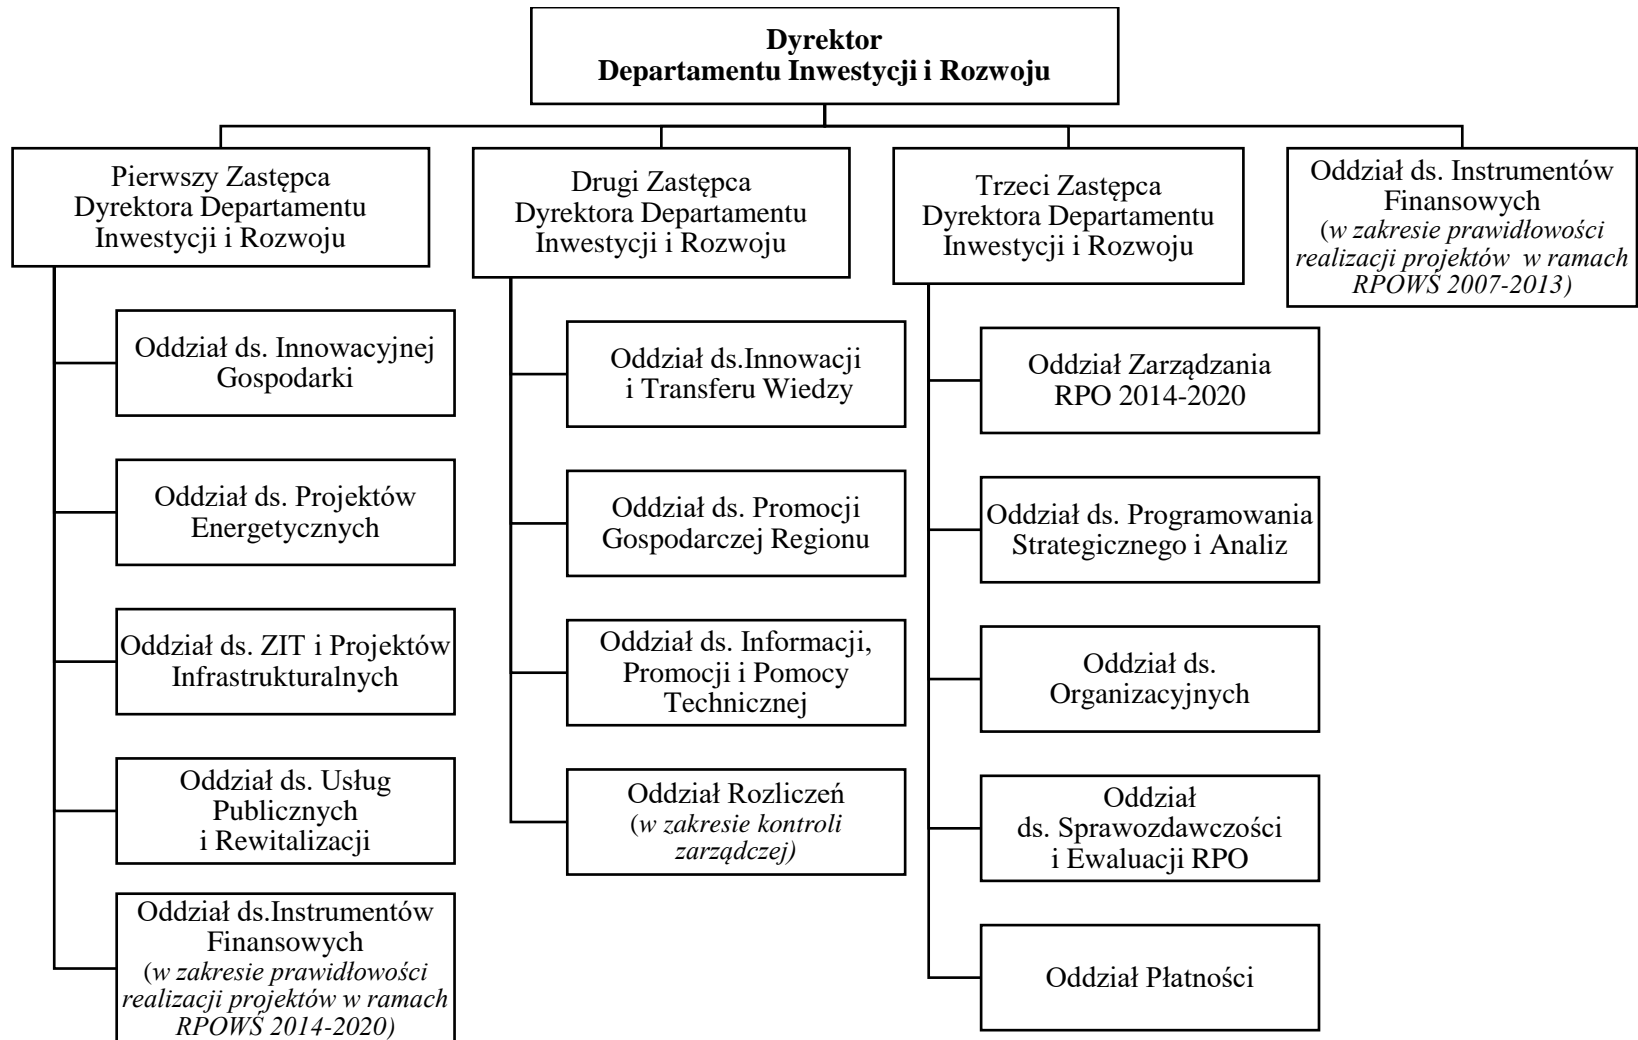 Dyrektor
Departamentu Inwestycji i Rozwoju
Pierwszy Zastępca
Dyrektora Departamentu
Inwestycji i Rozwoju
Drugi Zastępca
Dyrektora Departamentu
Inwestycji i Rozwoju
Trzeci Zastępca
Dyrektora Departamentu
Inwestycji i Rozwoju
Oddział ds. Instrumentów
Finansowych
(w zakresie prawidłowości
realizacji projektów w ramach
RPOWŚ 2007-2013)
Oddział ds. Innowacyjnej
Gospodarki
Oddział ds. Projektów
Energetycznych
Oddział ds. ZIT i Projektów
Infrastrukturalnych
Oddział ds. Usług
Publicznych
i Rewitalizacji
Oddział ds.Instrumentów
Finansowych
(w zakresie prawidłowości
realizacji projektów w ramach
RPOWŚ 2014-2020)
Oddział ds.Innowacji
i Transferu Wiedzy
Oddział ds. Promocji
Gospodarczej Regionu
Oddział ds. Informacji,
Promocji i Pomocy
Technicznej
Oddział Rozliczeń
(w zakresie kontroli
zarządczej)
Oddział Zarządzania
RPO 2014-2020
Oddział ds. Programowania
Strategicznego i Analiz
Oddział ds.
Organizacyjnych
Oddział
ds. Sprawozdawczości
i Ewaluacji RPO
Oddział Płatności